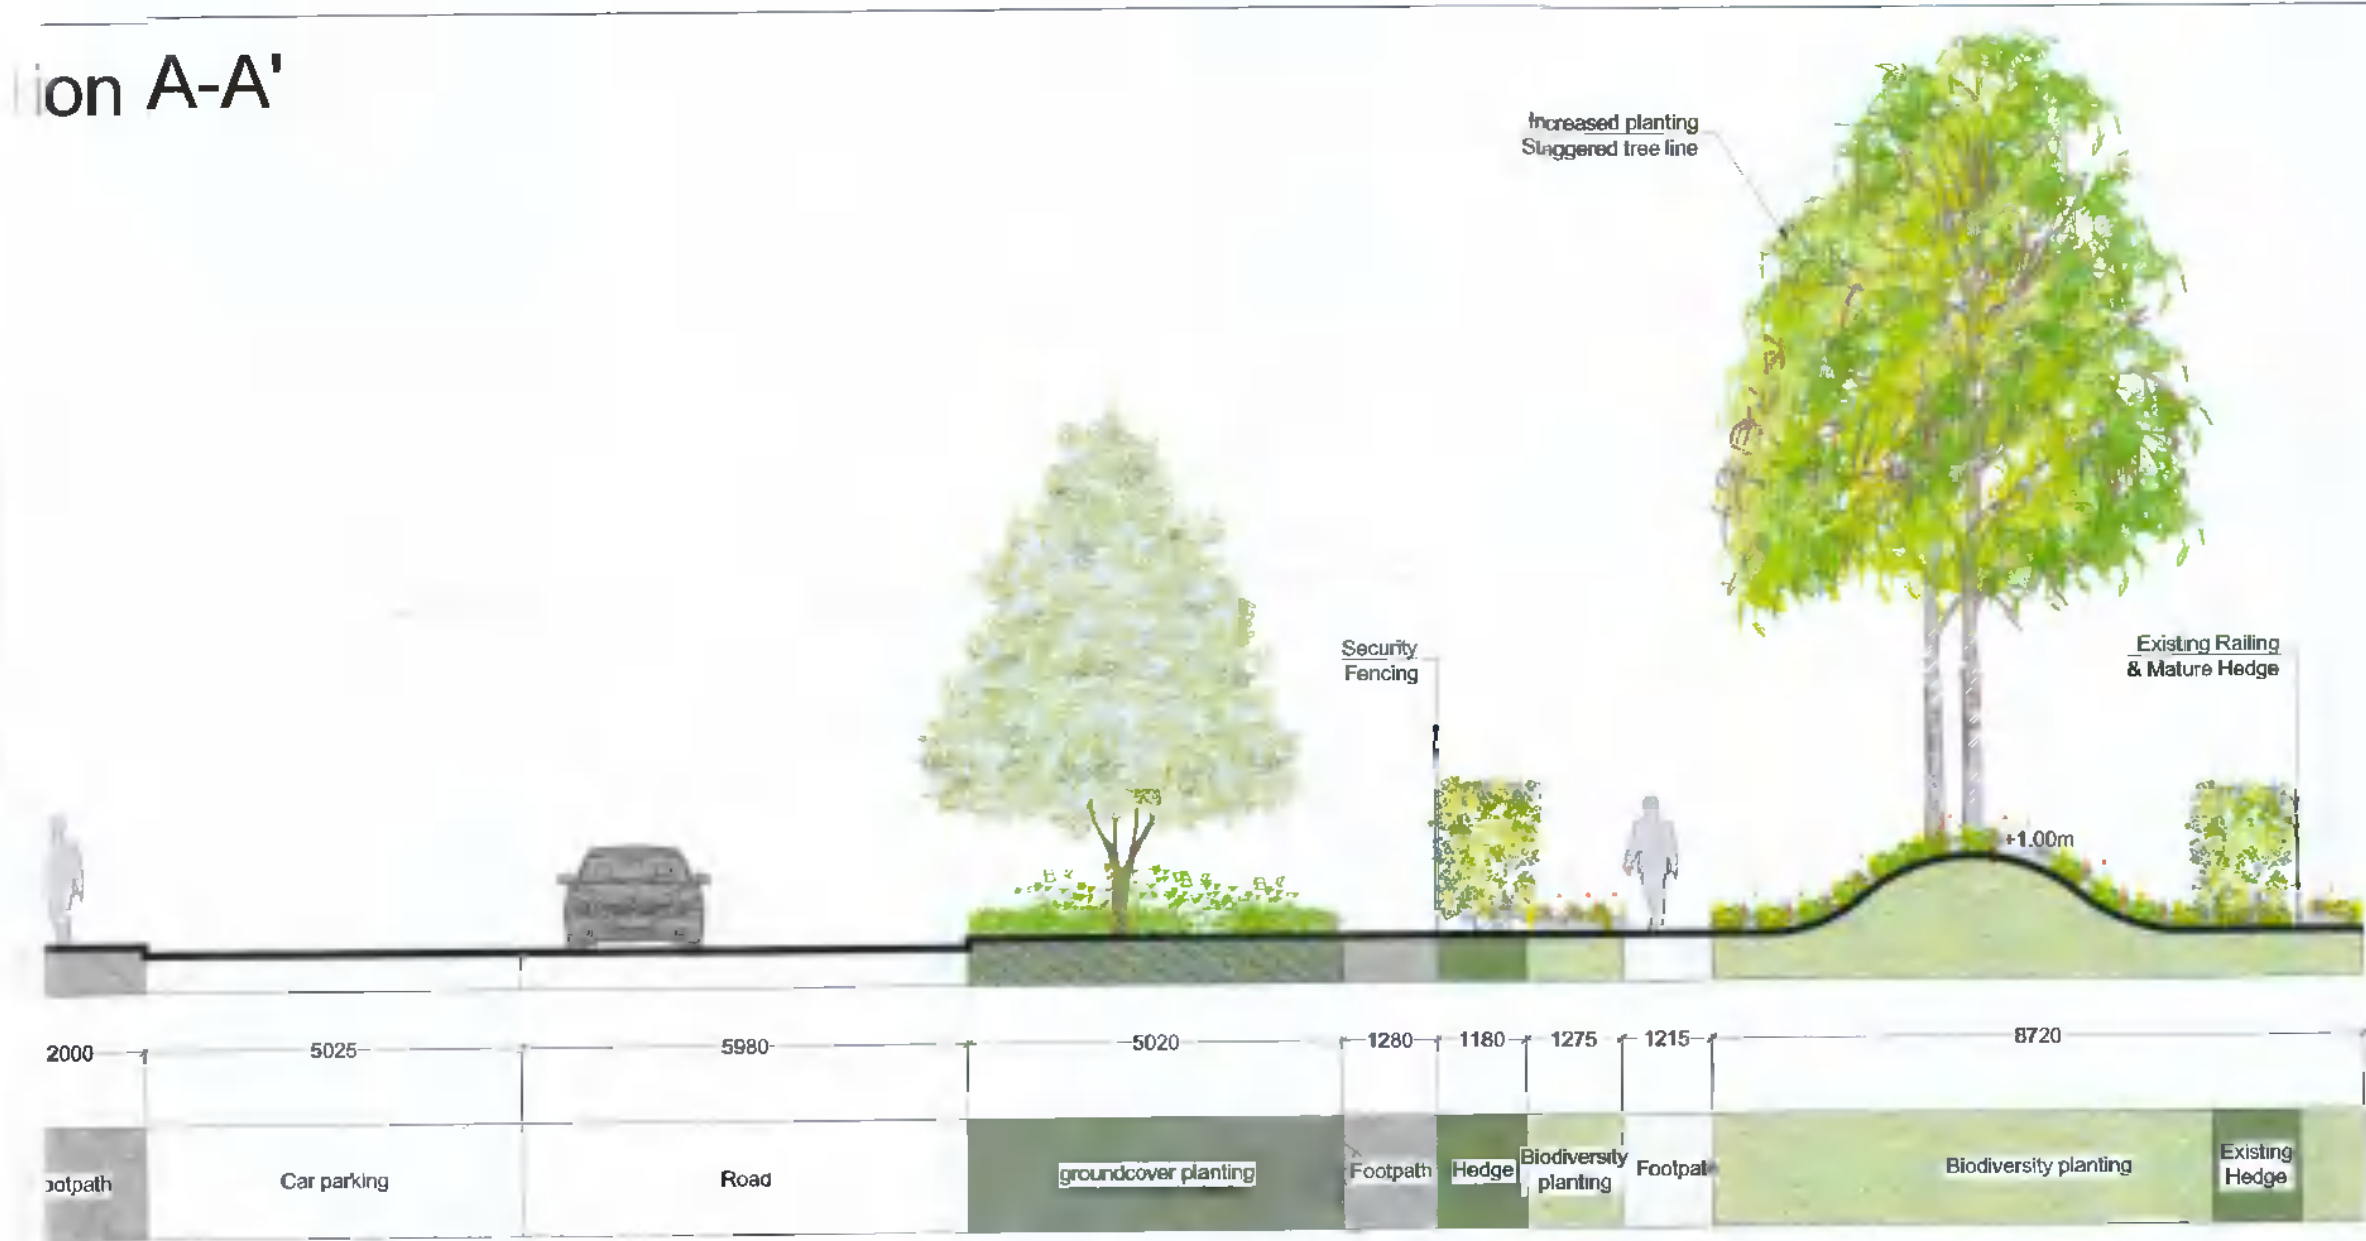 ion A-A'
Increased planting
Staggered tree line
Security
Fencing
Existing Railing
& Mature Hedge
+1.00m
2000
5025
5980
5020
1280
1180
1275
1215
8720
ootpath
Car parking
Road
groundcover planting
Footpath
Hedge
Biodiversity
planting
Footpat
Biodiversity planting
Existing
Hedge